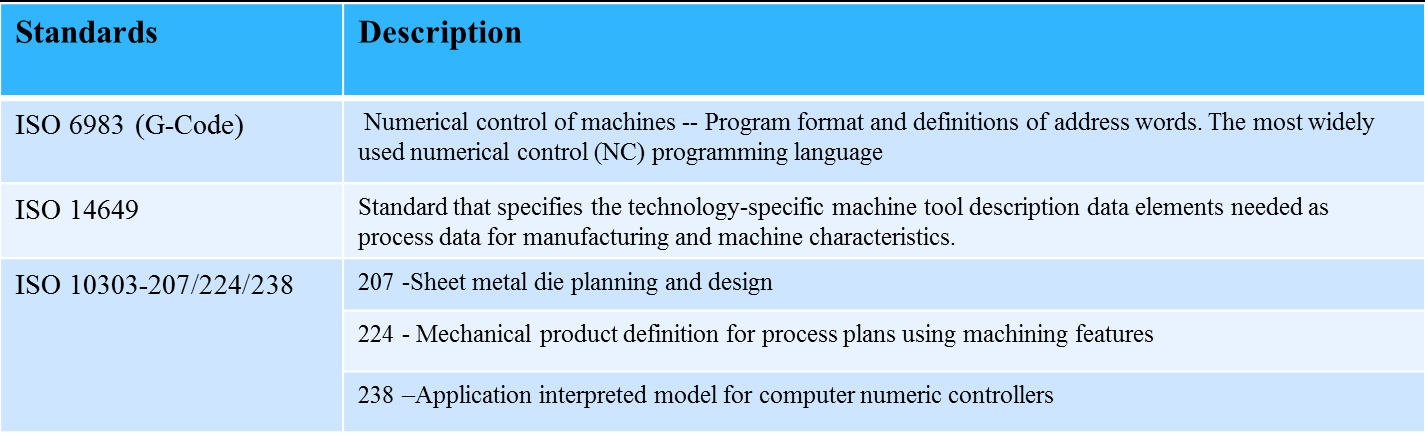 Standards
Description
ISO 6983 (G-Code)
Numerical control of machines -- Program format and definitions of address words. The most widely
used numerical control (NC) programming language
ISO 14649
Standard that specifies the technology-specific machine tool description data elements needed as
process data for manufacturing and machine characteristics.
ISO 10303-207/224/238
207 -Sheet metal die planning and design
224 - Mechanical product definition for process plans using machining features
238 –Application interpreted model for computer numeric controllers